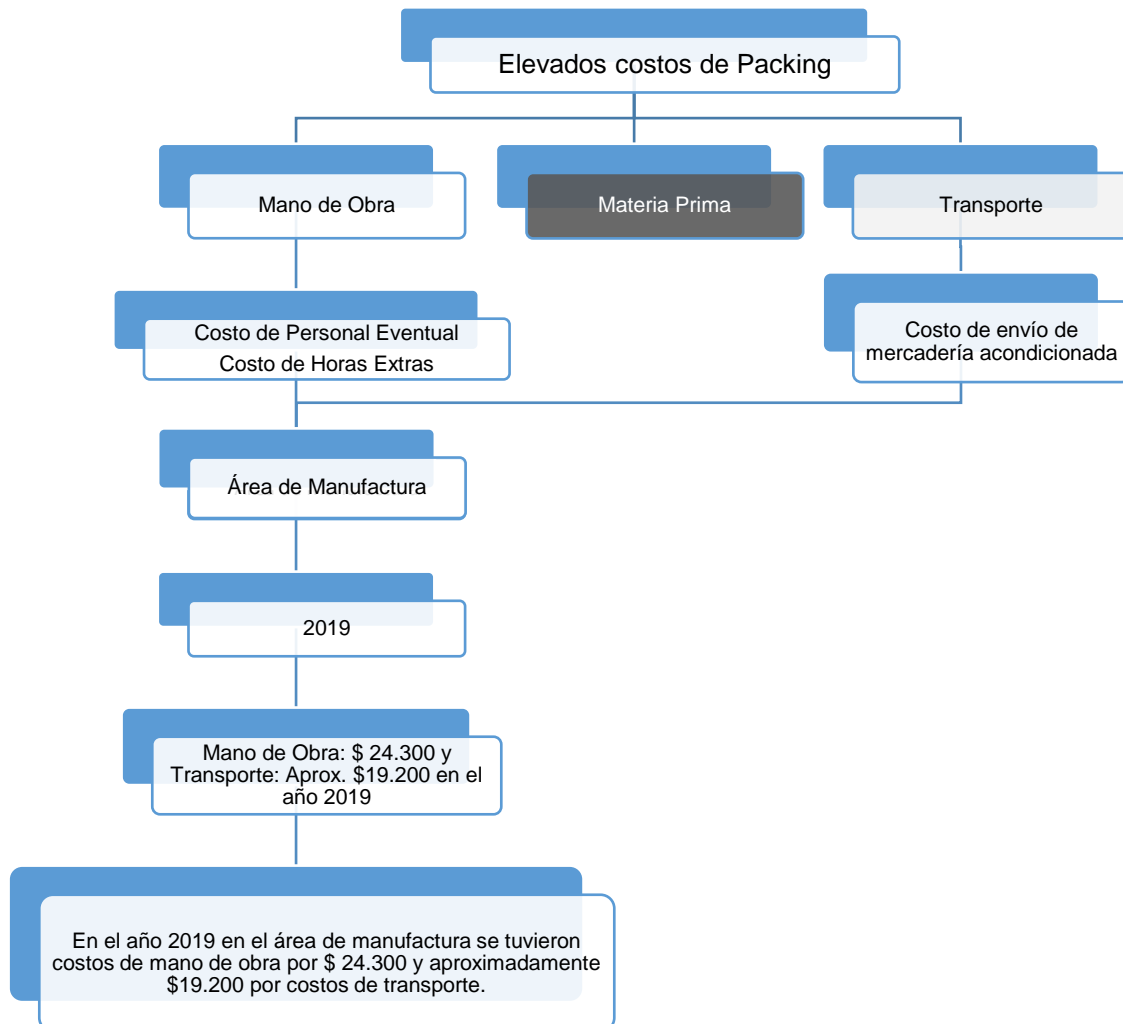 Elevados costos de Packing
Mano de Obra
Materia Prima
Transporte
Costo de Personal Eventual
Costo de Horas Extras
Costo de envío de
mercadería acondicionada
Área de Manufactura
2019
Mano de Obra: $ 24.300 y
Transporte: Aprox. $19.200 en el
año 2019
En el año 2019 en el área de manufactura se tuvieron
costos de mano de obra por $ 24.300 y aproximadamente
$19.200 por costos de transporte.